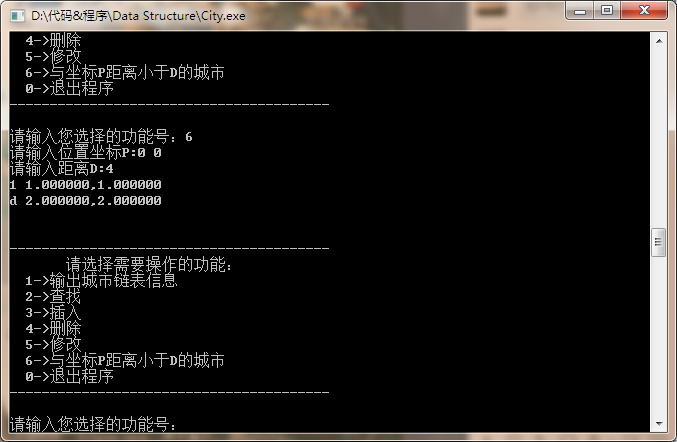 D:\代码&程序\Data Structure\City.exe
4->删除
5->修改
6->与坐标P距离小于D的城市
0->退出程序
----------------------------------------
请输入您选择的功能号：6
请输入位置坐标P:0 0
请输入距离D:4
1 1.000000,1.000000
d 2.000000,2.000000
----------------------------------------
请选择需要操作的功能：
1->输出城市链表信息
2->查找
3->插入
4->删除
5->修改
6->与坐标P距离小于D的城市
0->退出程序
----------------------------------------
请输入您选择的功能号：